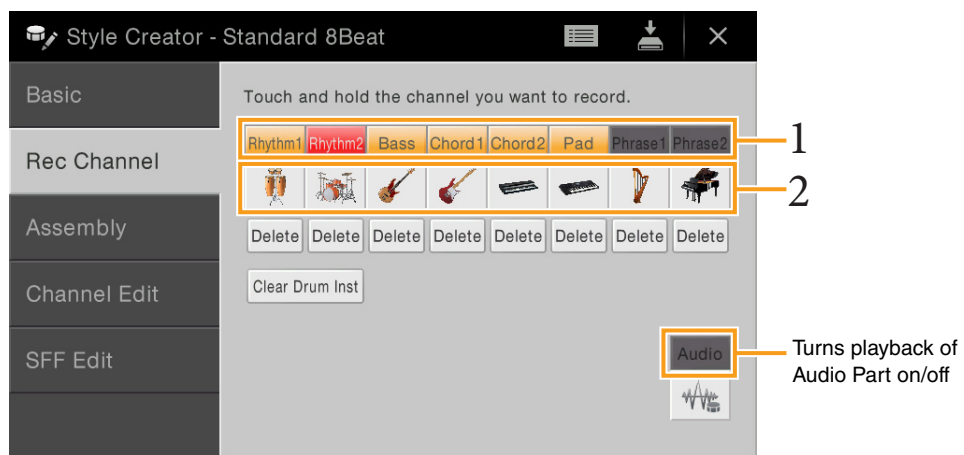 Style Creator - Standard 8Beat
Basic
Rec Channel
Assembly
Channel Edit
SFF Edit
Touch and hold the channel you want to record.
Rhythm1 Rhythm2 Bass Chord1 Chord2 Pad Phrase1 Phrase2
1
2
Delete Delete Delete Delete Delete Delete Delete Delete
Clear Drum Inst
Audio
Turns playback of
Audio Part on/off